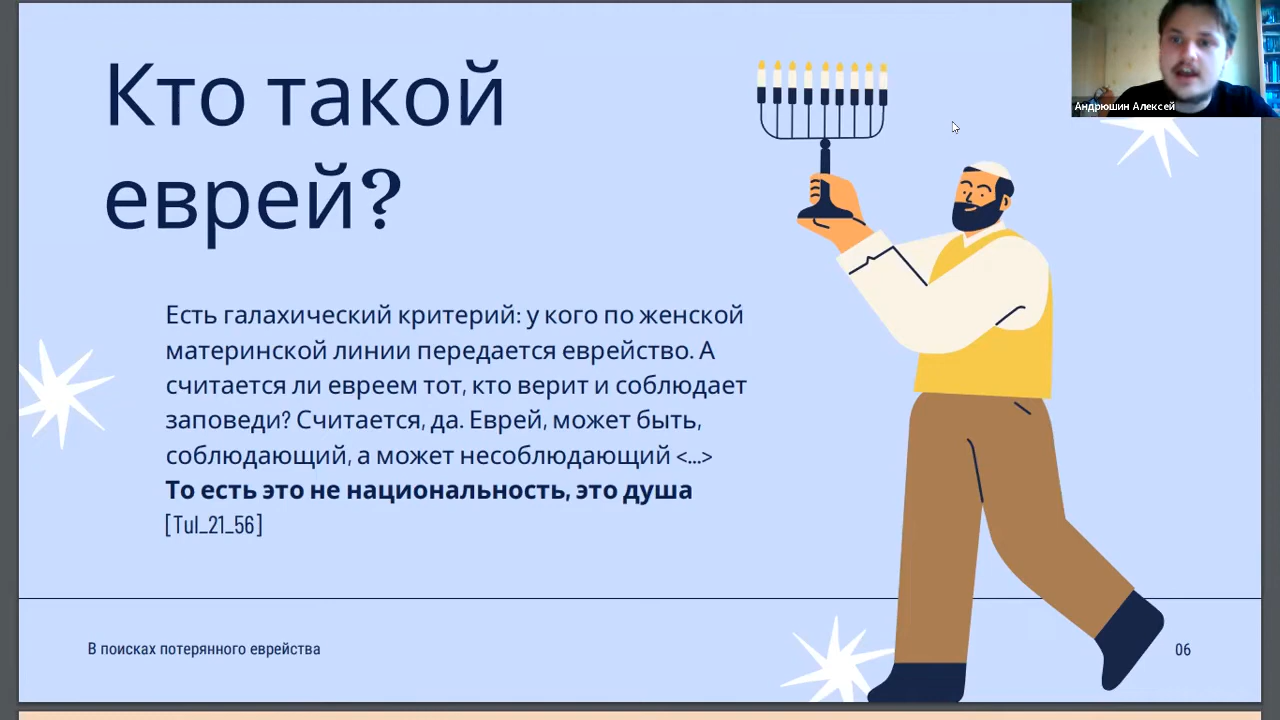 Кто такой
еврей?
Андрюшин Алексей
Есть галахический критерий: у кого по женской
материнской линии передается еврейство. А
считается ли евреем тот, кто верит и соблюдает
заповеди? Считается, да. Еврей, может быть,
соблюдающий, а может несоблюдающий <...>
То есть это не национальность, это душа
[Tul_21_56]
В поисках потерянного еврейства
06